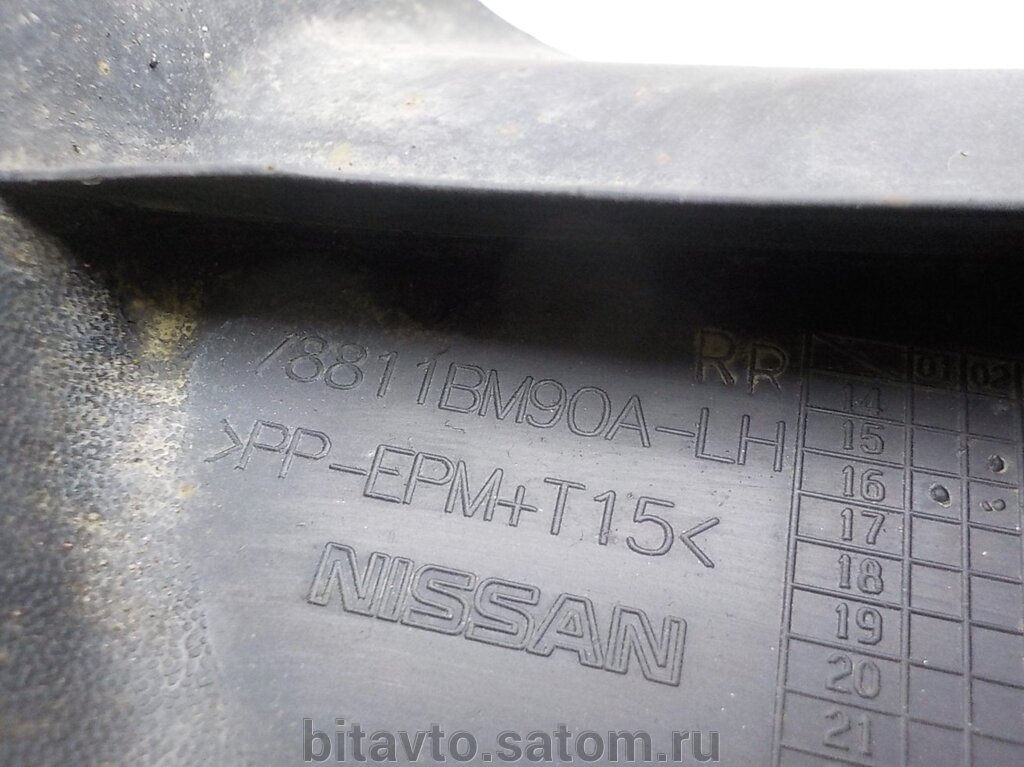 78811BM90A-LH
RR
>PP-EPM+T15<
NISSAN
01 02
14
15
16
17
18
19
20
21
bitavto.satom.ru